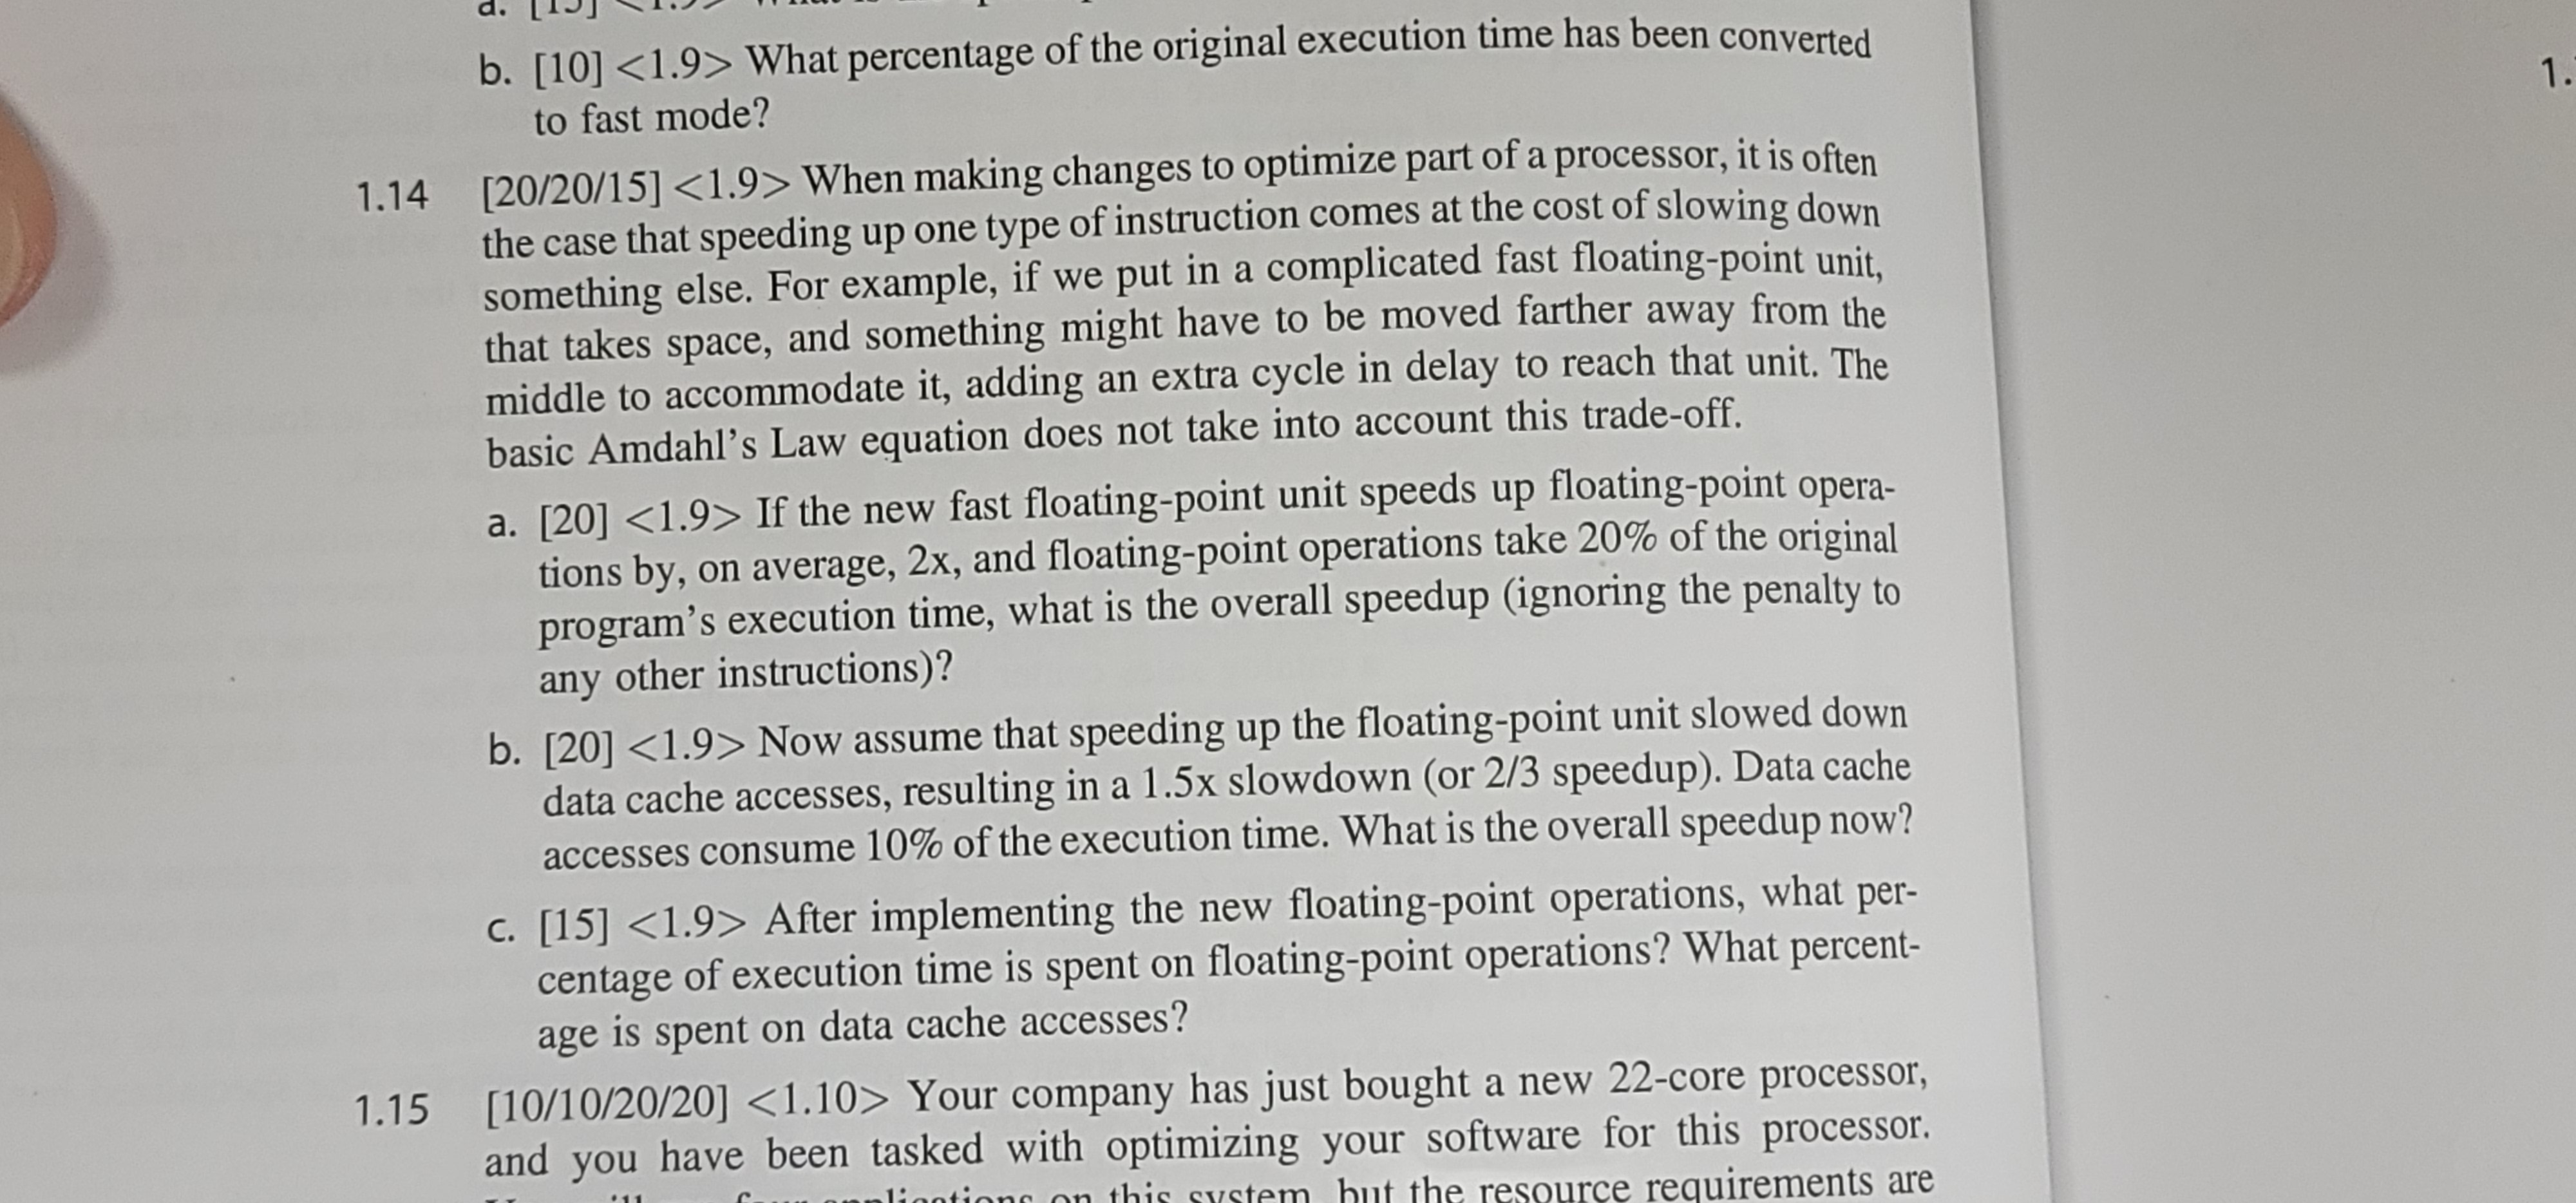 b. [10] <1.9> What percentage of the original execution time has been converted
to fast mode?
1.14 [20/20/15] <1.9> When making changes to optimize part of a processor, it is often
the case that speeding up one type of instruction comes at the cost of slowing down
something else. For example, if we put in a complicated fast floating-point unit,
that takes space, and something might have to be moved farther away from the
middle to accommodate it, adding an extra cycle in delay to reach that unit. The
basic Amdahl's Law equation does not take into account this trade-off.
a. [20] <1.9> If the new fast floating-point unit speeds up floating-point opera-
tions by, on average, 2x, and floating-point operations take 20% of the original
program's execution time, what is the overall speedup (ignoring the penalty to
any other instructions)?
b. [20] <1.9> Now assume that speeding up the floating-point unit slowed down
data cache accesses, resulting in a 1.5x slowdown (or 2/3 speedup). Data cache
accesses consume 10% of the execution time. What is the overall speedup now?
c. [15] <1.9> After implementing the new floating-point operations, what per-
centage of execution time is spent on floating-point operations? What percent-
age is spent on data cache accesses?
1.15 [10/10/20/20] <1.10> Your company has just bought a new 22-core processor,
and you have been tasked with optimizing your software for this processor.
applications on this system, but the resource requirements are
1.